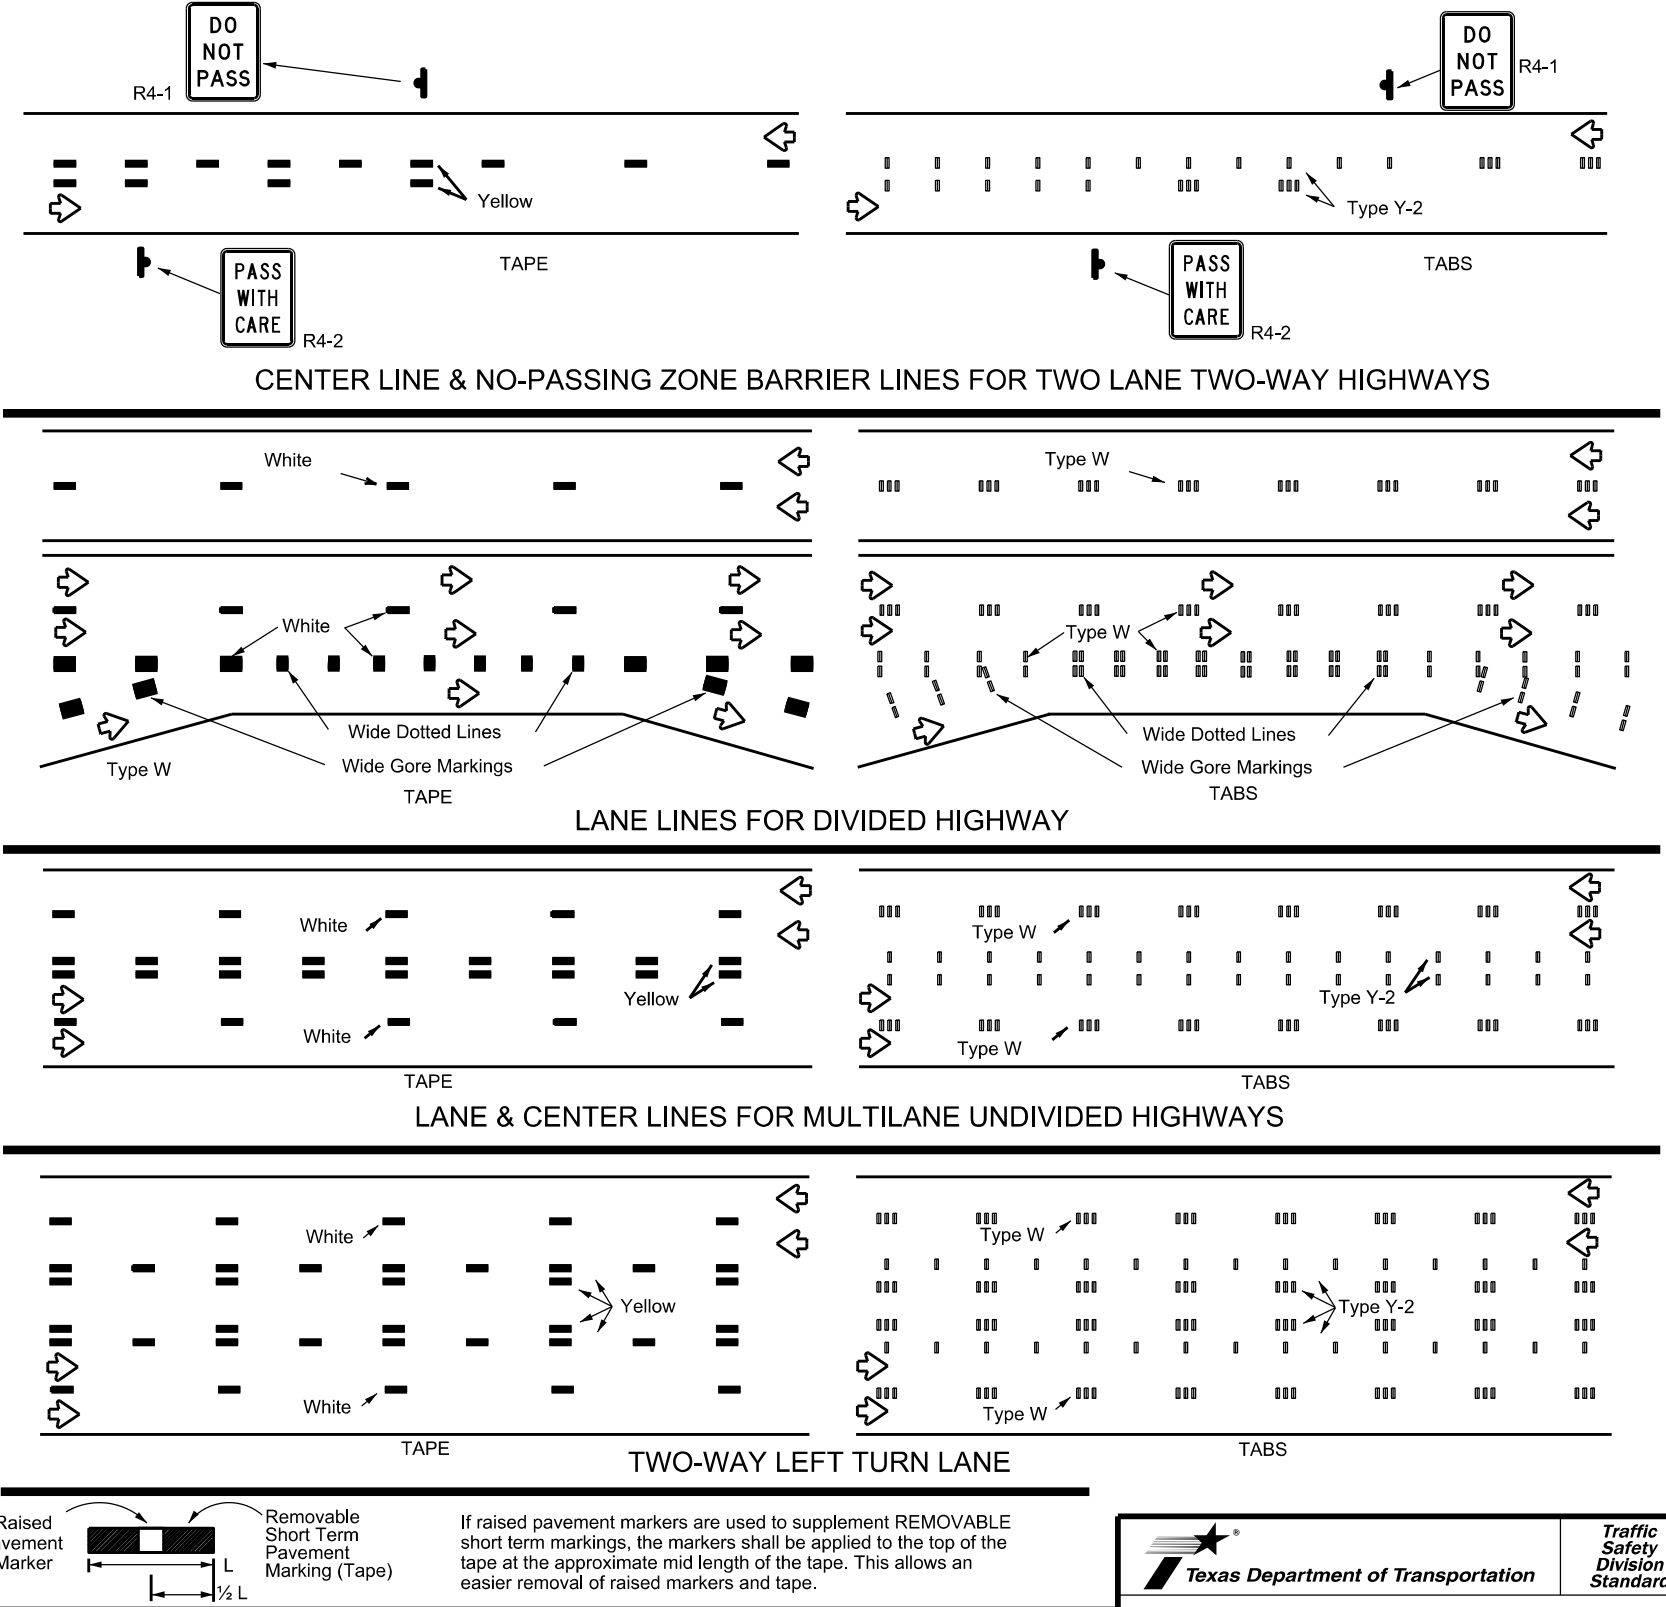 DO
NOT
PASS
R4-1
DO
NOT
PASS
R4-1
Yellow
Type Y-2
PASS
WITH
CARE
R4-2
TAPE
PASS
WITH
CARE
R4-2
TABS
CENTER LINE & NO-PASSING ZONE BARRIER LINES FOR TWO LANE TWO-WAY HIGHWAYS
White
Type W
White
Type W
Wide Dotted Lines
Wide Gore Markings
Type W
TAPE
Wide Dotted Lines
Wide Gore Markings
TABS
LANE LINES FOR DIVIDED HIGHWAY
White
Type W
Yellow
Type Y-2
White
Type W
TAPE
TABS
LANE & CENTER LINES FOR MULTILANE UNDIVIDED HIGHWAYS
White
Type W
Yellow
Type Y-2
White
Type W
TAPE
TABS
TWO-WAY LEFT TURN LANE
Raised
Marker
Removable
Short Term
Pavement
Marking (Tape)
L
½ L
If raised pavement markers are used to supplement REMOVABLE
short term markings, the markers shall be applied to the top of the
tape at the approximate mid length of the tape. This allows an
easier removal of raised markers and tape.
®
Texas Department of Transportation
Traffic
Safety
Division
Standard